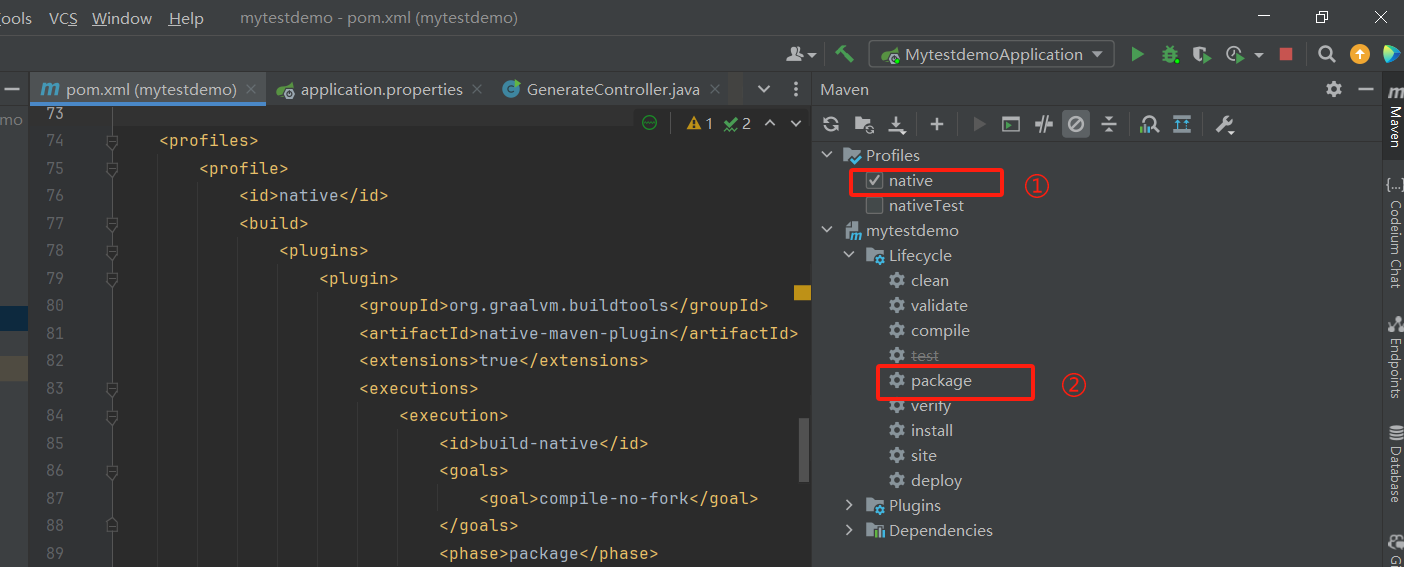 ools VCS Window Help mytestdemo - pom.xml (mytestdemo)
MytestdemoApplication
pom.xml (mytestdemo) application.properties GenerateController.java
Maven
mo
1 2
73
74 <profiles>
75 <profile>
76 <id>native</id>
77 <build>
78 <plugins>
79 <plugin>
80 <groupId>org.graalvm.buildtools</groupId>
81 <artifactId>native-maven-plugin</artifactId>
82 <extensions>true</extensions>
83 <executions>
84 <execution>
85 <id>build-native</id>
86 <goals>
87 <goal>compile-no-fork</goal>
88 </goals>
89 <phase>package</phase>
Profiles
native ①
nativeTest
mytestdemo
Lifecycle
clean
validate
compile
test
package ②
verify
install
site
deploy
Plugins
Dependencies
Maven
Codeium Chat
Endpoints
Database